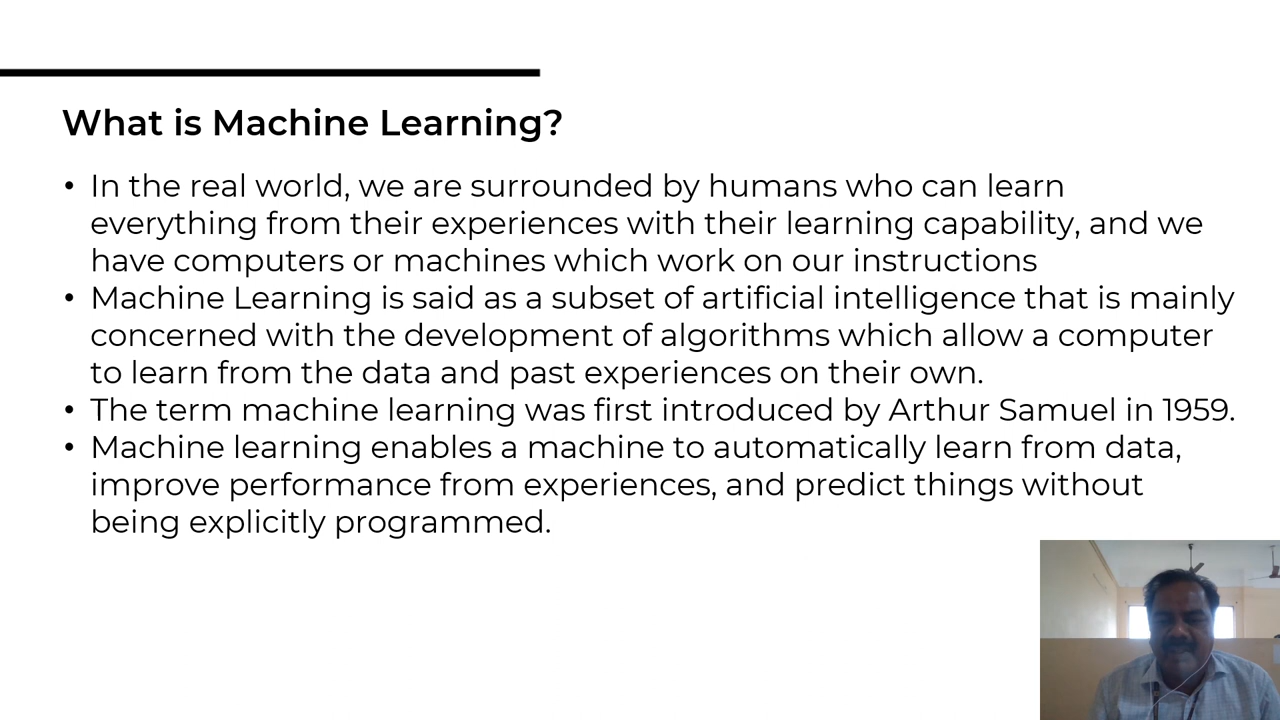 What is Machine Learning?
• In the real world, we are surrounded by humans who can learn
everything from their experiences with their learning capability, and we
have computers or machines which work on our instructions
• Machine Learning is said as a subset of artificial intelligence that is mainly
concerned with the development of algorithms which allow a computer
to learn from the data and past experiences on their own.
• The term machine learning was first introduced by Arthur Samuel in 1959.
• Machine learning enables a machine to automatically learn from data,
improve performance from experiences, and predict things without
being explicitly programmed.